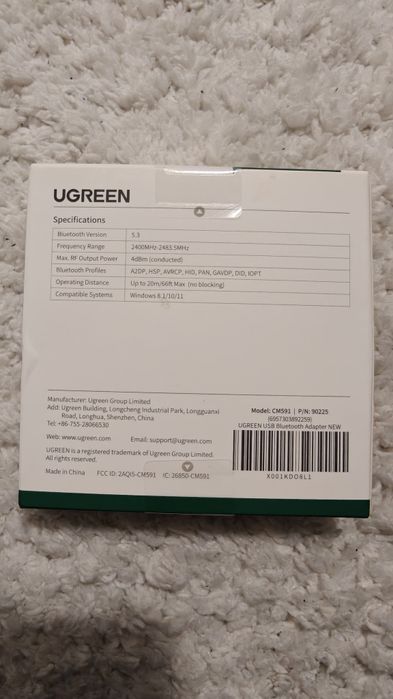 UGREEN
Specifications
Bluetooth Version 5.3
Frequency Range 2400MHz-2483.5MHz
Max. RF Output Power 4dBm (conducted)
Bluetooth Profiles A2DP, HSP, AVRCP, HID, PAN, GAVDP, DID, IOPT
Operating Distance Up to 20m/66ft Max (no blocking)
Compatible Systems Windows 8.1/10/11
Manufacturer: Ugreen Group Limited
Add: Ugreen Building, Longcheng Industrial Park, Longguanxi
Road, Longhua, Shenzhen, China
Tel: +86-755-28066530
Web: www.ugreen.com Email: support@ugreen.com
UGREEN is a registered trademark of Ugreen Group Limited.
All rights reserved.
Made in China FCC ID: 2AQI5-CM591 IC: 26850-CM591
Model: CM591 | P/N: 90225
(6957303892259)
UGREEN USB Bluetooth Adapter NEW
X001KDO8L1